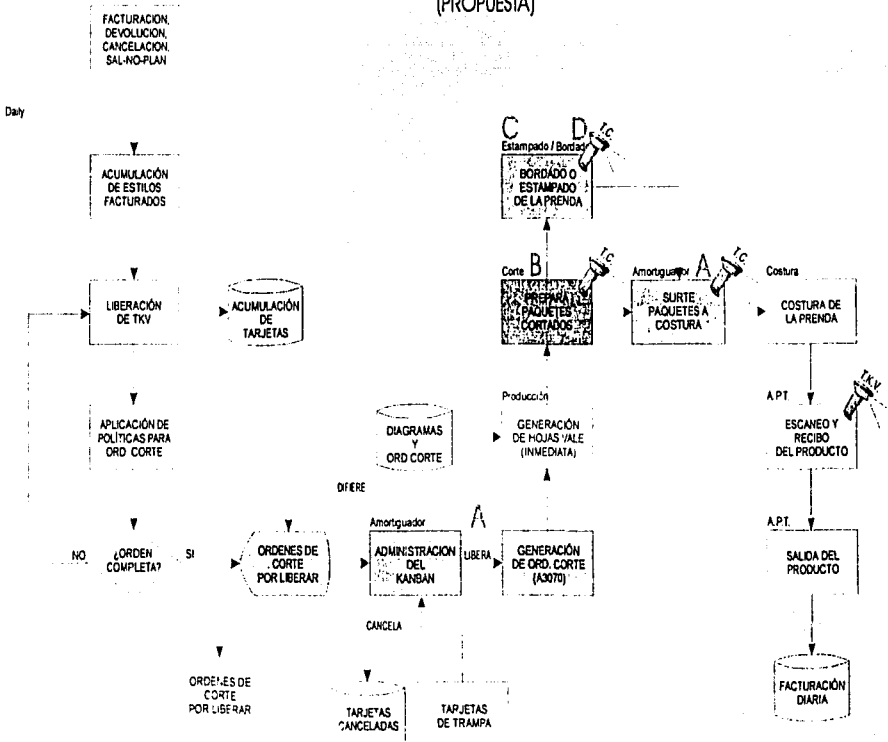 (PROPUESTA)
FACTURACION,
DEVOLUCION,
CANCELACION,
SAL-NO-PLAN
Daily
ACUMULACIÓN
DE ESTILOS
FACTURADOS
LIBERACIÓN
DE TKV
ACUMULACIÓN
DE
TARJETAS
APLICACIÓN DE
POLÍTICAS PARA
ORD CORTE
NO
¿ORDEN
COMPLETA?
SI
ORDENES DE
CORTE
POR LIBERAR
ORDENES DE
CORTE
POR LIBERAR
DIAGRAMAS
Y
ORD CORTE
DIFIERE
Amortiguador
A
ADMINISTRACION
DEL
KANBAN
LIBERA
CANCELA
TARJETAS
CANCELADAS
TARJETAS
DE TRAMPA
GENERACIÓN
DE ORD. CORTE
(A3070)
Producción
GENERACIÓN
DE HOJAS VALE
(INMEDIATA)
Corte
B
T.C.
PREPARA
PAQUETES
CORTADOS
C
D
T.C.
Estampado / Bordad
BORDADO O
ESTAMPADO
DE LA PRENDA
Amortiguador
A
T.C.
SURTE
PAQUETES A
COSTURA
Costura
COSTURA DE
LA PRENDA
A.P.T.
T.K.V.
ESCANEO Y
RECIBO
DEL PRODUCTO
A.P.T.
SALIDA DEL
PRODUCTO
FACTURACIÓN
DIARIA